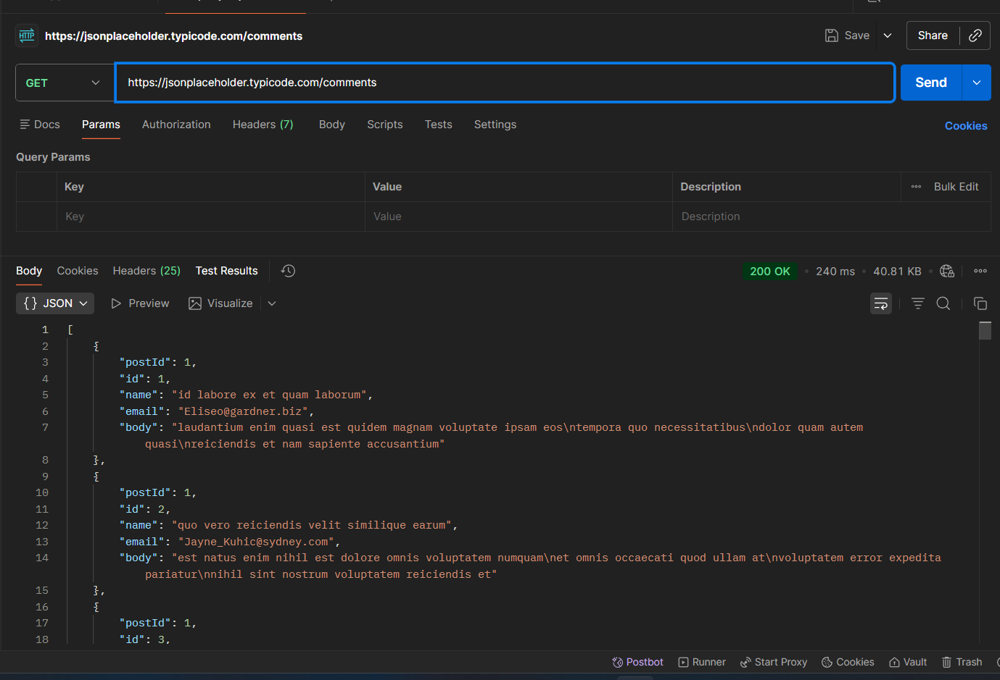 HTTP https://jsonplaceholder.typicode.com/comments Save Share
GET https://jsonplaceholder.typicode.com/comments Send
Docs Params Authorization Headers (7) Body Scripts Tests Settings Cookies
Query Params
Key Value Description Bulk Edit
Key Value Description
Body Cookies Headers (25) Test Results 200 OK 240 ms 40.81 KB
{} JSON Preview Visualize
1 [
2 {
3 "postId": 1,
4 "id": 1,
5 "name": "id labore ex et quam laborum",
6 "email": "Eliseo@gardner.biz",
7 "body": "laudantium enim quasi est quidem magnam voluptate ipsam eos\ntempora quo necessitatibus\ndolor quam autem
quasi\nreiciendis et nam sapiente accusantium"
8 },
9 {
10 "postId": 1,
11 "id": 2,
12 "name": "quo vero reiciendis velit similique earum",
13 "email": "Jayne_Kuhic@sydney.com",
14 "body": "est natus enim nihil est dolore omnis voluptatem numquam\net omnis occaecati quod ullam at\nvoluptatem error expedita
pariatur\nnihil sint nostrum voluptatem reiciendis et"
15 },
16 {
17 "postId": 1,
18 "id": 3,
Postbot Runner Start Proxy Cookies Vault Trash